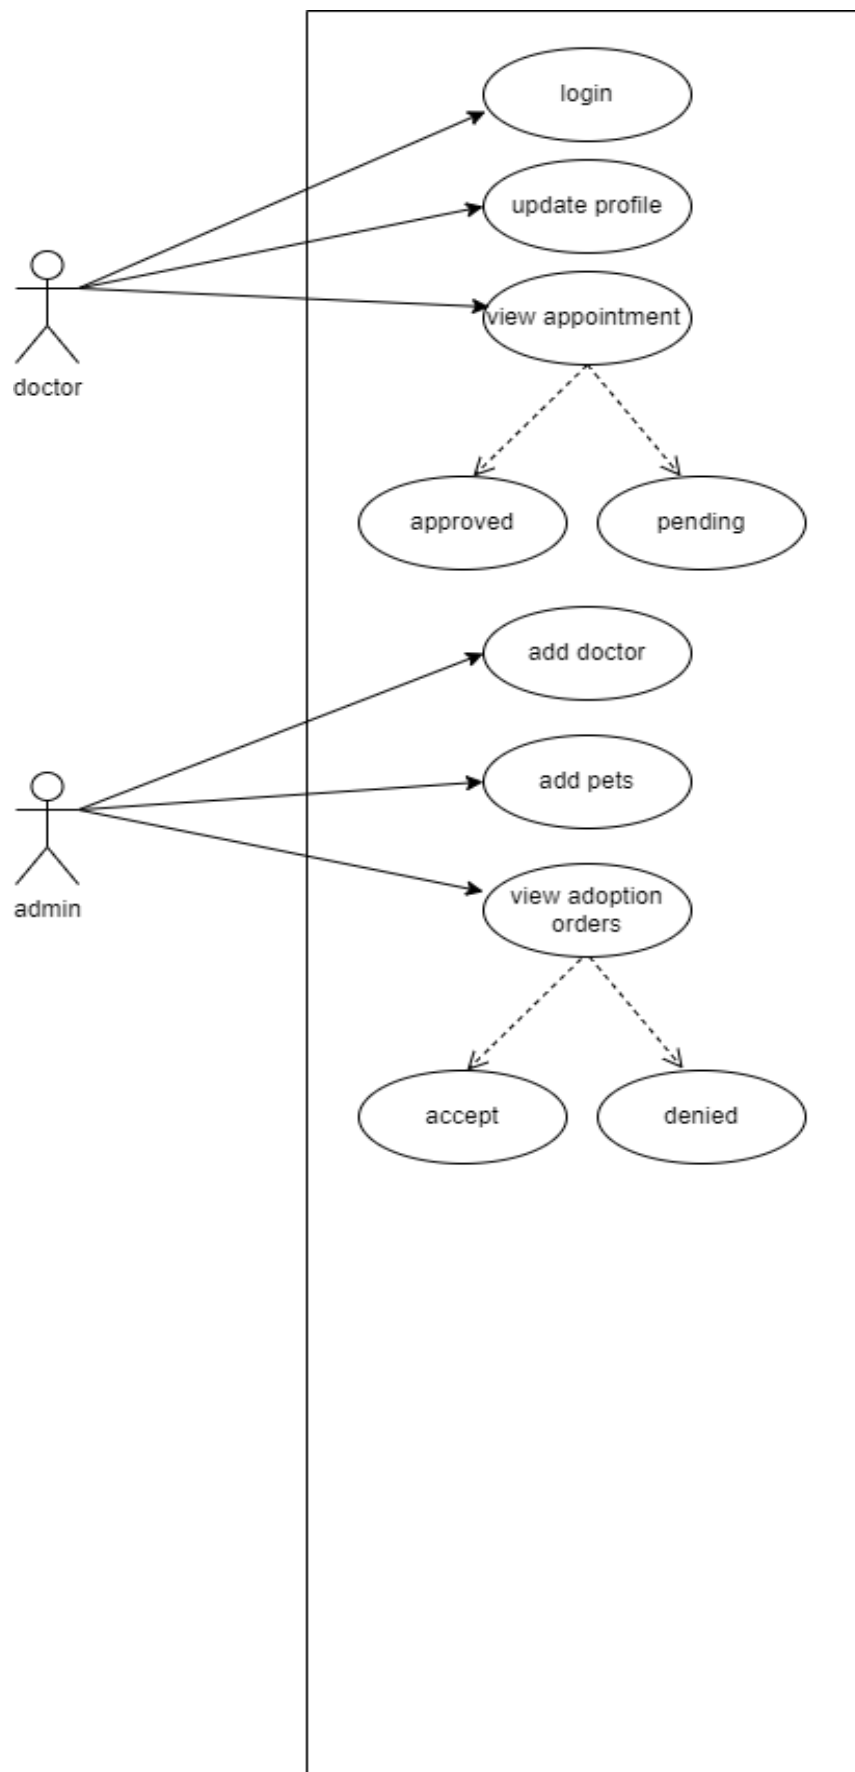 login
update profile
view appointment
doctor
approved
pending
add doctor
add pets
view adoption
orders
admin
accept
denied